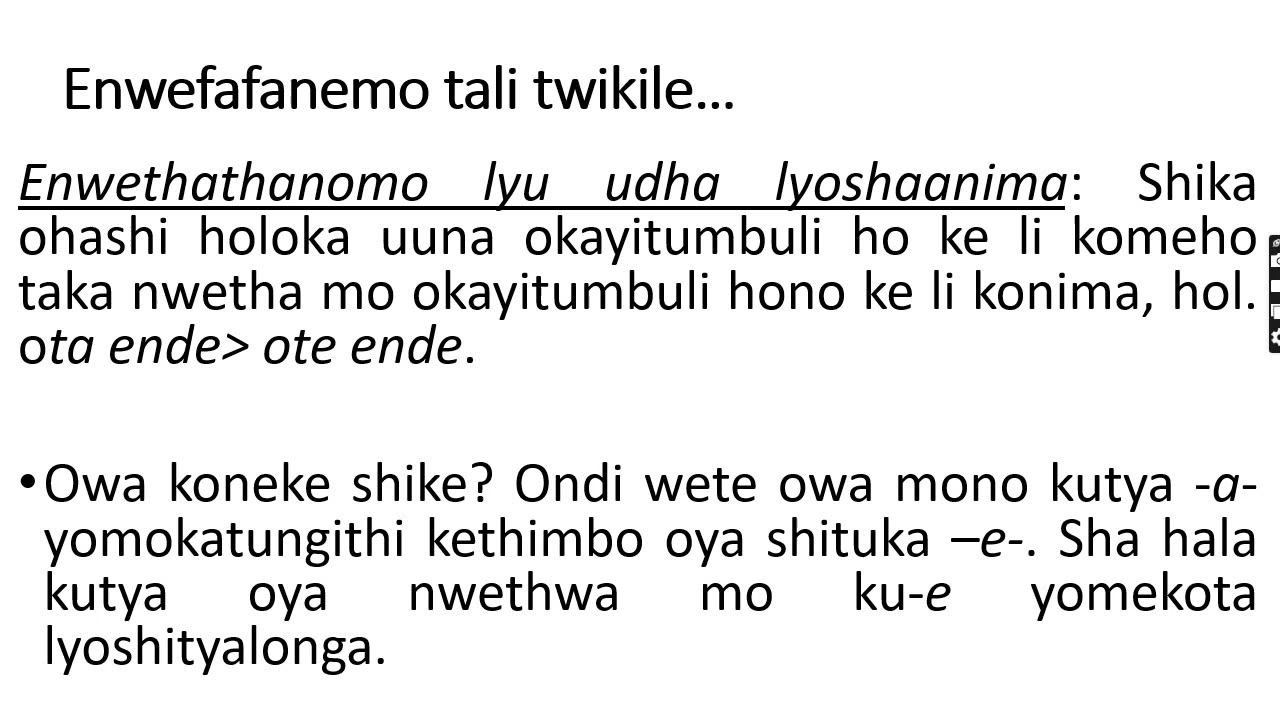 Enwefafanemo tali twikile…
Enwethathanomo lyu udha lyoshaanima: Shika
ohashi holoka uuna okayitumbuli ho ke li komeho
taka nwetha mo okayitumbuli hono ke li konima, hol.
ota ende> ote ende.
•Owa koneke shike? Ondi wete owa mono kutya -a-
yomokatungithi kethimbo oya shituka –e-. Sha hala
kutya oya nwethwa mo ku-e yomekota
lyoshityalonga.